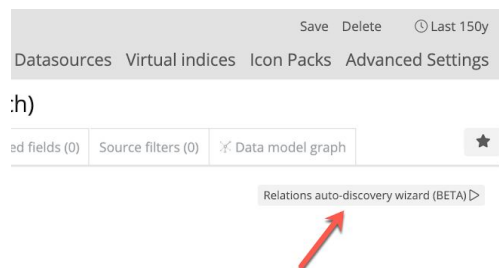 Save Delete Last 150y
Datasources Virtual indices Icon Packs Advanced Settings
:h)
ed fields (0) Source filters (0) Data model graph
Relations auto-discovery wizard (BETA)